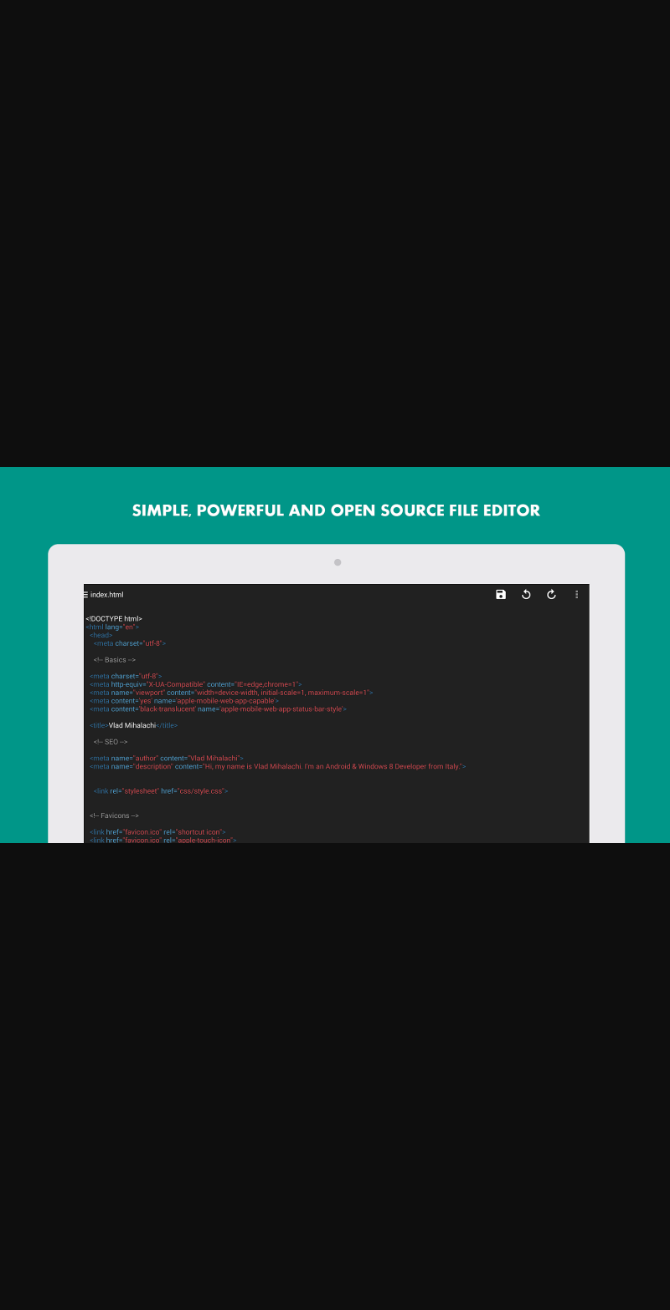 SIMPLE, POWERFUL AND OPEN SOURCE FILE EDITOR
index.html
<!DOCTYPE html>
<html lang="en">
<head>
<meta charset="utf-8">
<!-- Basics -->
<meta charset="utf-8">
<meta http-equiv="X-UA-Compatible" content="IE=edge,chrome=1">
<meta name="viewport" content="width=device-width, initial-scale=1, maximum-scale=1">
<meta content='yes' name='apple-mobile-web-app-capable'>
<meta content='black-translucent' name='apple-mobile-web-app-status-bar-style'>
<title>Vlad Mihalachi</title>
<!-- SEO -->
<meta name="author" content="Vlad Mihalachi">
<meta name="description" content="Hi, my name is Vlad Mihalachi. I'm an Android & Windows 8 Developer from Italy.">
<link rel="stylesheet" href="css/style.css">
<!-- Favicons -->
<link href="favicon.ico" rel="shortcut icon">
<link href="favicon.ico" rel="apple-touch-icon">